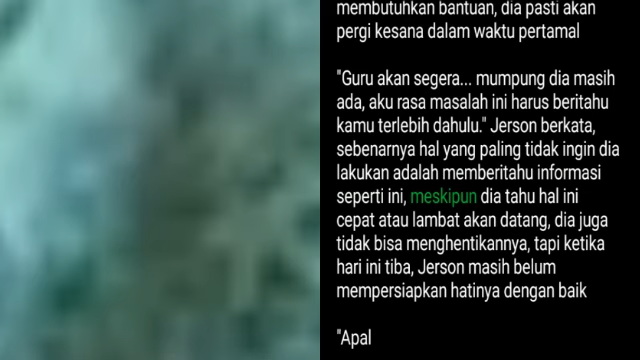 membutuhkan bantuan, dia pasti akan
pergi kesana dalam waktu pertamal
"Guru akan segera... mumpung dia masih
ada, aku rasa masalah ini harus beritahu
kamu terlebih dahulu." Jerson berkata,
sebenarnya hal yang paling tidak ingin dia
lakukan adalah memberitahu informasi
seperti ini, meskipun dia tahu hal ini
cepat atau lambat akan datang, dia juga
tidak bisa menghentikannya, tapi ketika
hari ini tiba, Jerson masih belum
mempersiapkan hatinya dengan baik
"Apal